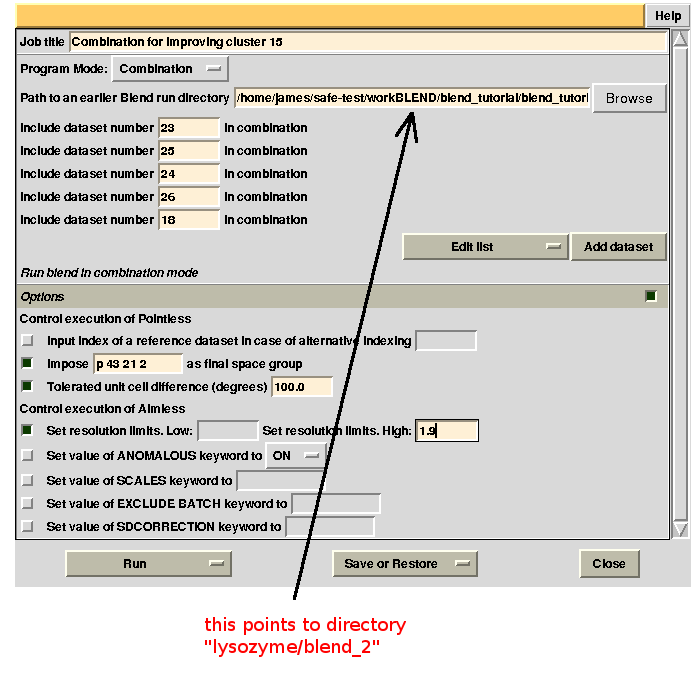 Help
Job title Combination for improving cluster 15
Program Mode: Combination
Path to an earlier Blend run directory /home/james/safe-test/workBLEND/blend_tutorial/blend_tutori Browse
Include dataset number 23 in combination
Include dataset number 25 in combination
Include dataset number 24 in combination
Include dataset number 26 in combination
Include dataset number 18 in combination
Edit list Add dataset
Run blend in combination mode
Options
Control execution of Pointless
Input index of a reference dataset in case of alternative indexing
Impose p 43 21 2 as final space group
Tolerated unit cell difference (degrees) 100.0
Control execution of Aimless
Set resolution limits. Low: Set resolution limits. High: 1.9
Set value of ANOMALOUS keyword to ON
Set value of SCALES keyword to
Set value of EXCLUDE BATCH keyword to
Set value of SDCORRECTION keyword to
Run Save or Restore Close
this points to directory
"lysozyme/blend_2"